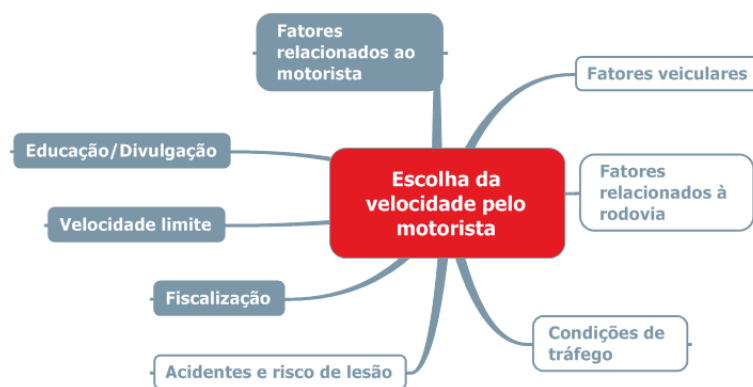 Fatores
relacionados ao
motorista
Fatores veiculares
Educação/Divulgação
Escolha da
velocidade pelo
motorista
Fatores
relacionados à
rodovia
Velocidade limite
Fiscalização
Condições de
tráfego
Acidentes e risco de lesão